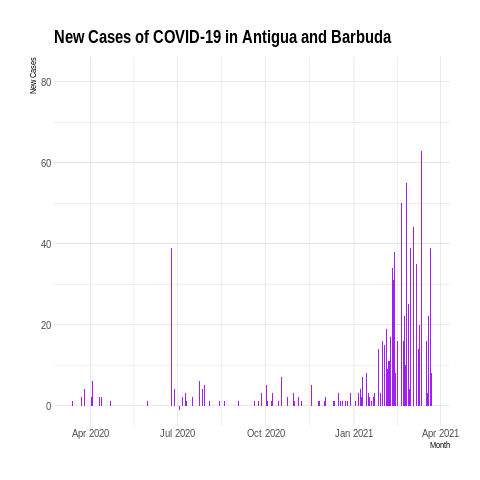 New Cases of COVID-19 in Antigua and Barbuda
New Cases
80
60
40
20
0
Apr 2020 Jul 2020 Oct 2020 Jan 2021 Apr 2021
Month